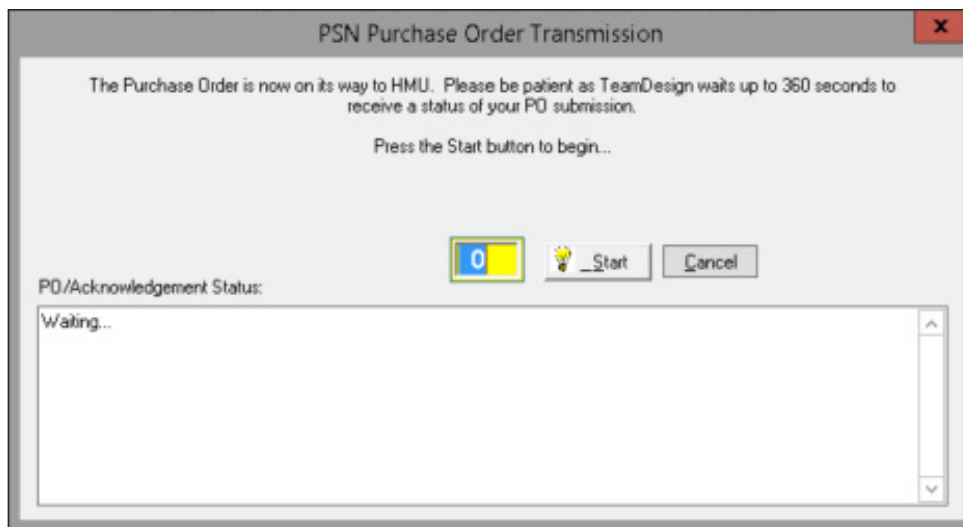 PSN Purchase Order Transmission
x
The Purchase Order is now on its way to HMU. Please be patient as TeamDesign waits up to 360 seconds to
receive a status of your PO submission.
Press the Start button to begin...
0
_Start
Cancel
PO/Acknowledgement Status:
Waiting...